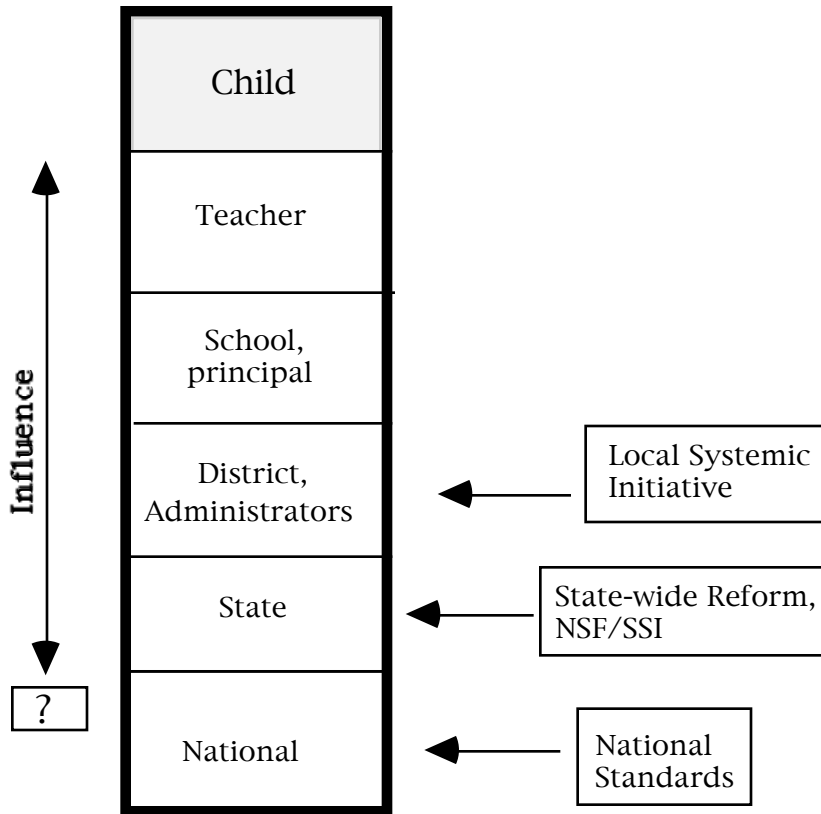 Child
Teacher
School,
principal
Influence
District,
Administrators
Local Systemic
Initiative
State
State-wide Reform,
NSF/SSI
?
National
National
Standards